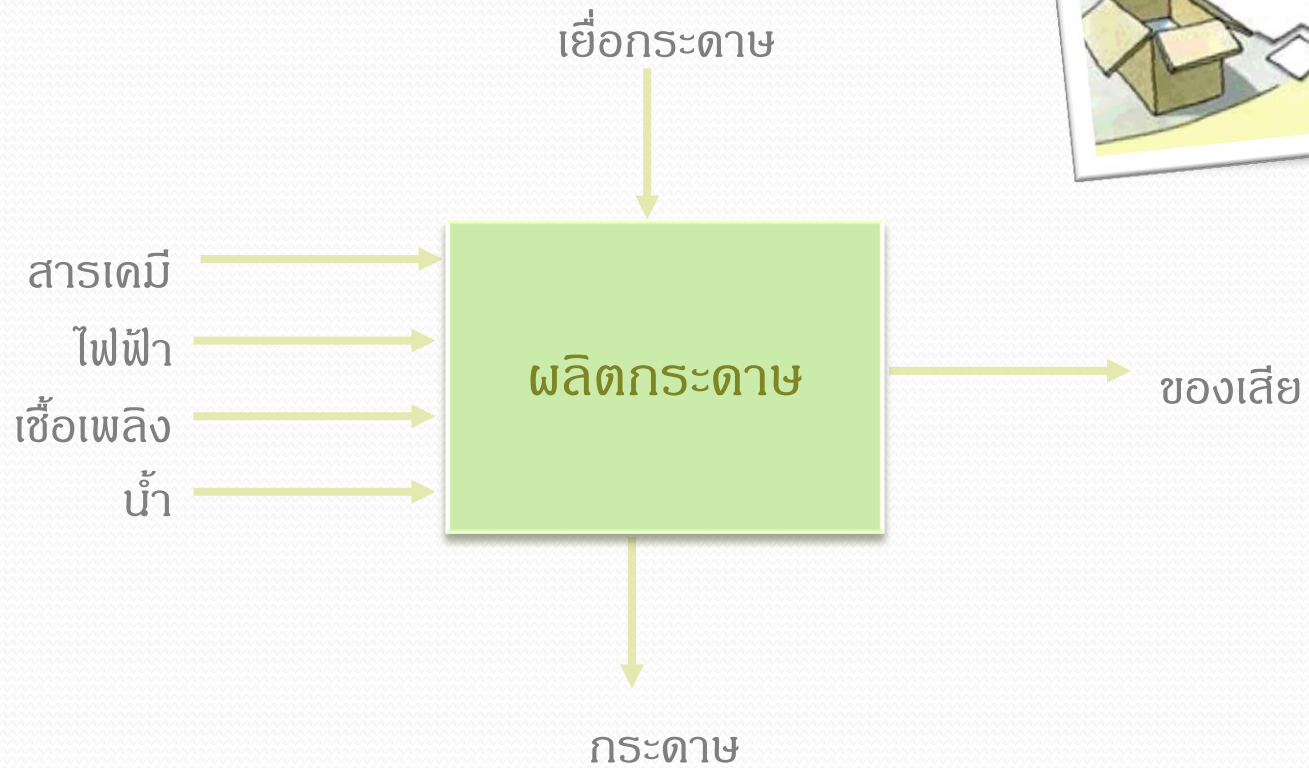 เยื่อกระดาษ
สารเคมี
ไฟฟ้า
เชื้อเพลิง
น้ำ
ผลิตกระดาษ
ของเสีย
กระดาษ